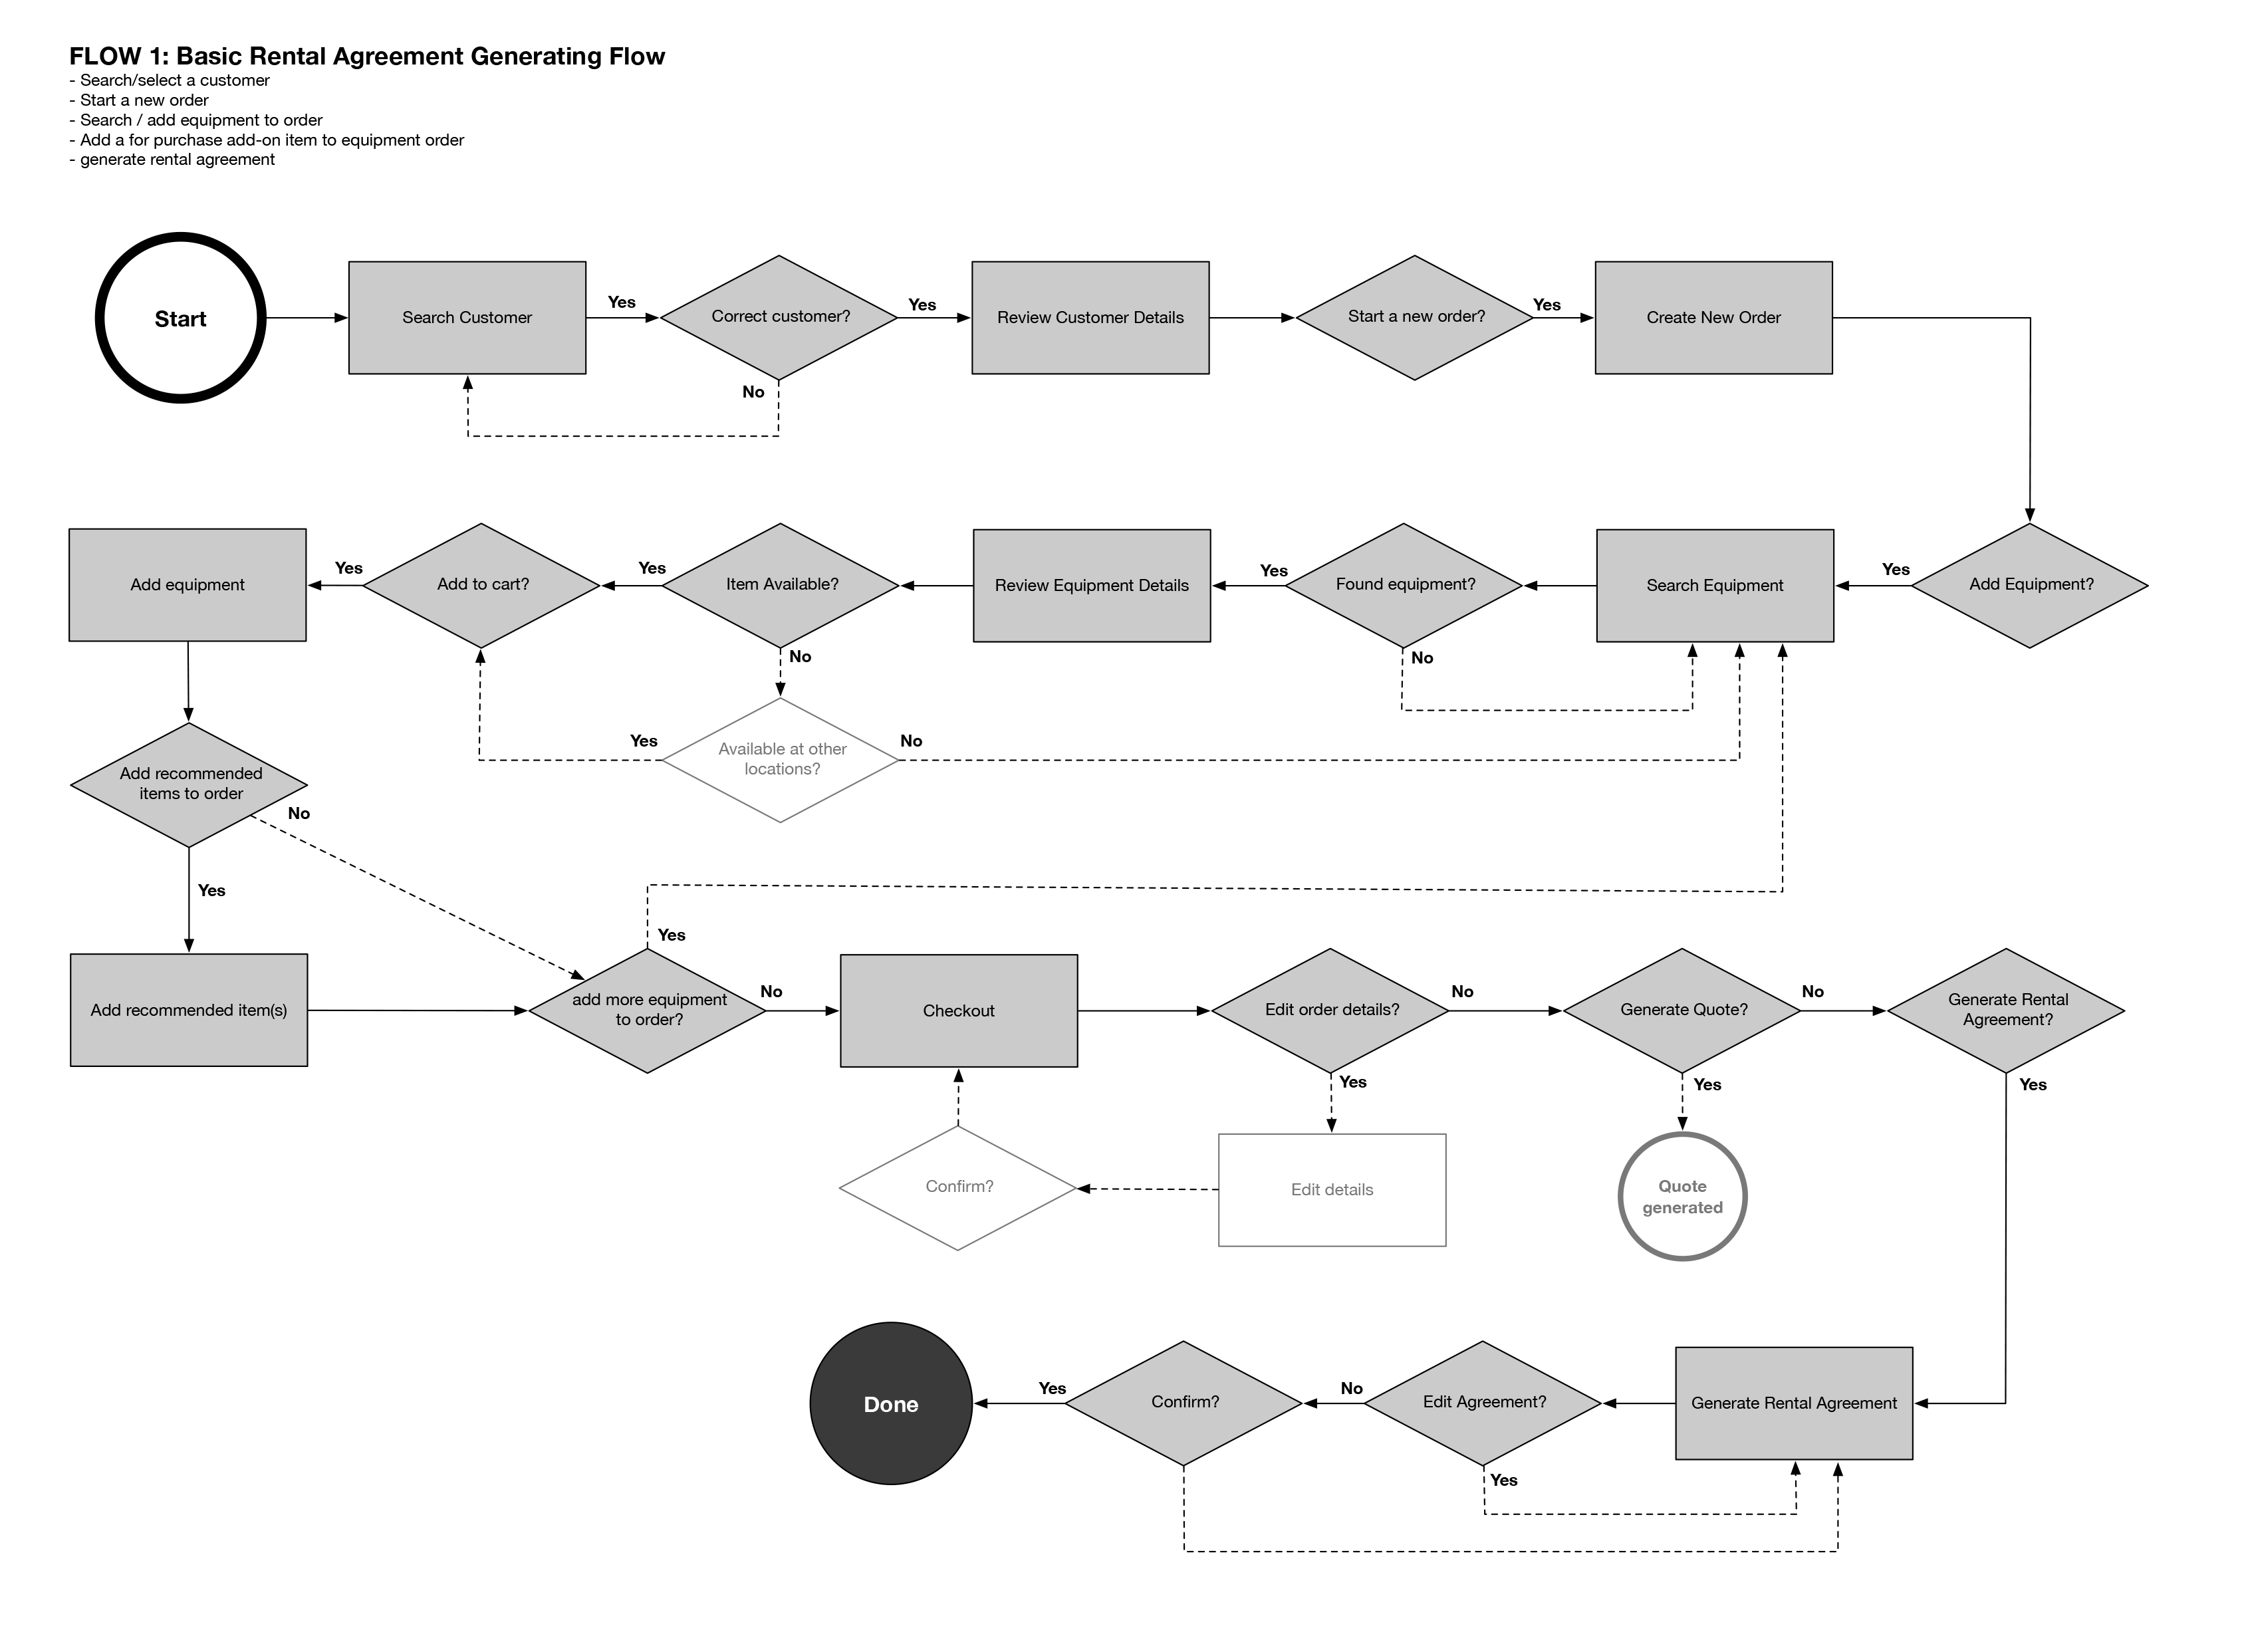 FLOW 1: Basic Rental Agreement Generating Flow
- Search/select a customer
- Start a new order
- Search / add equipment to order
- Add a for purchase add-on item to equipment order
- generate rental agreement
Start
Search Customer
Yes
Correct customer?
No
Yes
Review Customer Details
Start a new order?
Yes
Create New Order
Add Equipment?
Yes
Search Equipment
Found equipment?
No
Yes
Review Equipment Details
Item Available?
No
Yes
Add to cart?
Yes
Add equipment
Available at other
locations?
Yes
No
Add recommended
items to order
No
Yes
Add recommended item(s)
add more equipment
to order?
Yes
No
Checkout
Edit order details?
No
Yes
Generate Quote?
No
Yes
Generate Rental
Agreement?
Yes
Confirm?
Edit details
Quote
generated
Generate Rental Agreement
Edit Agreement?
Yes
No
Confirm?
Yes
Done